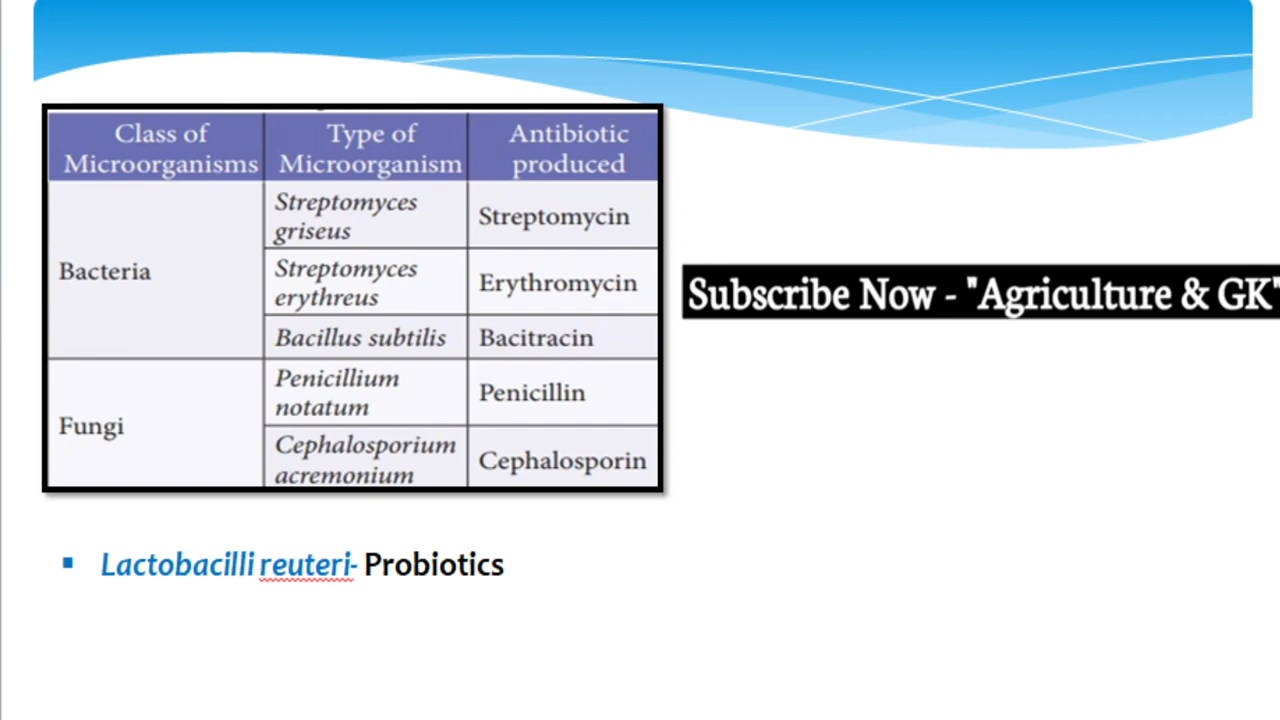 Class of Microorganisms
Type of Microorganism
Antibiotic produced
Bacteria
Streptomyces griseus
Streptomycin
Streptomyces erythreus
Erythromycin
Bacillus subtilis
Bacitracin
Fungi
Penicillium notatum
Penicillin
Cephalosporium acremonium
Cephalosporin
Subscribe Now - "Agriculture & GK"
▪ Lactobacilli reuteri- Probiotics